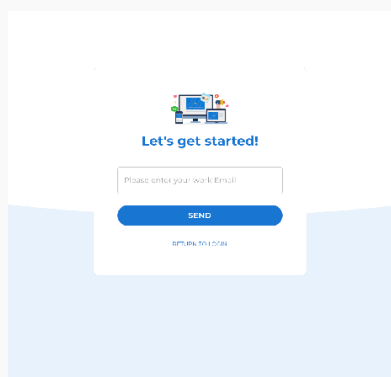 Let's get started!
Please enter your work Email
SEND
RETURN TO LOGIN